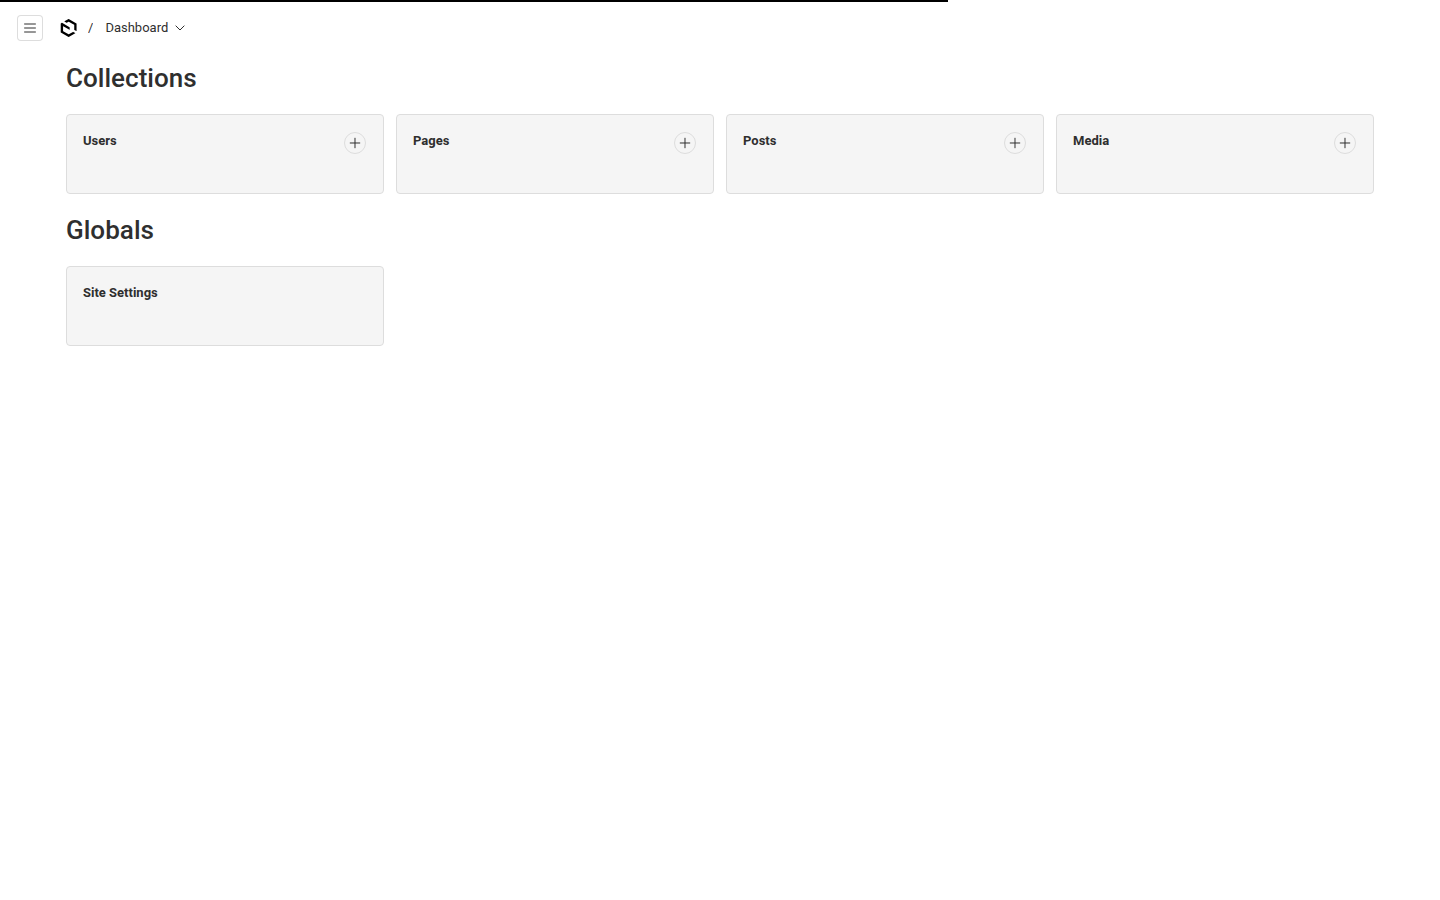 / Dashboard
Collections
Users
Pages
Posts
Media
Globals
Site Settings